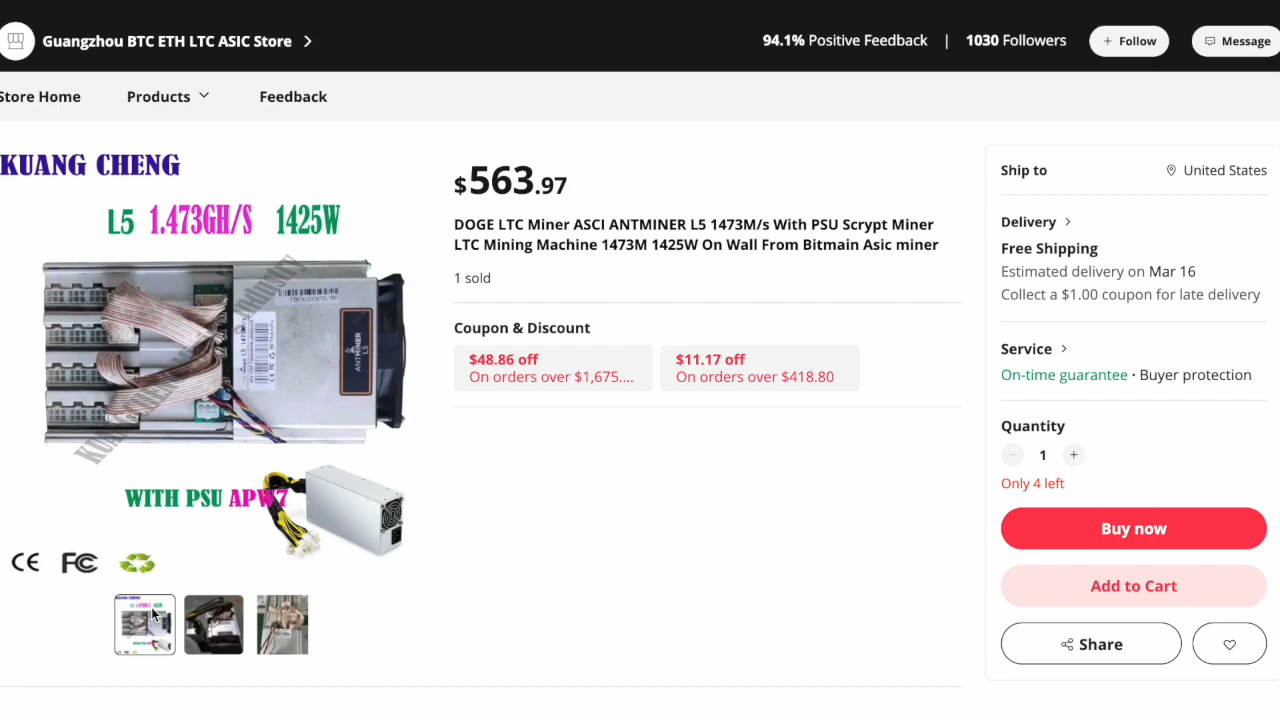 Guangzhou BTC ETH LTC ASIC Store
94.1% Positive Feedback | 1030 Followers
+ Follow
Message
Store Home
Products
Feedback
KUANG CHENG
L5 1.473GH/S 1425W
ANTMINER
L5
WITH PSU APW7
CE FC
$563.97
DOGE LTC Miner ASCI ANTMINER L5 1473M/s With PSU Scrypt Miner
LTC Mining Machine 1473M 1425W On Wall From Bitmain Asic miner
1 sold
Coupon & Discount
$48.86 off
On orders over $1,675....
$11.17 off
On orders over $418.80
Ship to
United States
Delivery
Free Shipping
Estimated delivery on Mar 16
Collect a $1.00 coupon for late delivery
Service
On-time guarantee · Buyer protection
Quantity
− 1 +
Only 4 left
Buy now
Add to Cart
Share